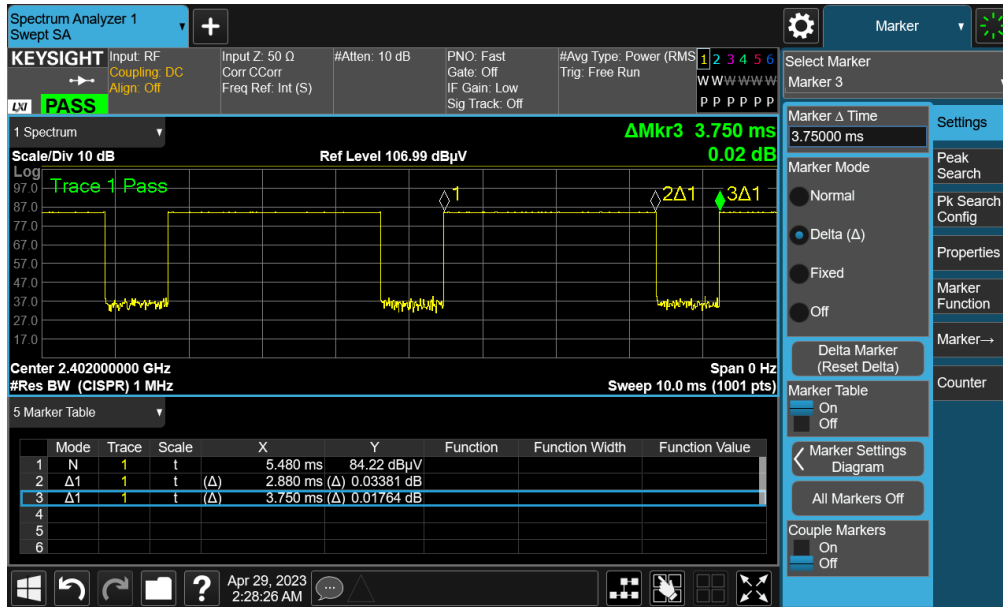 Spectrum Analyzer 1
Swept SA
Marker
KEYSIGHT
LXI
PASS
Input: RF
Coupling: DC
Align: Off
Input Z: 50 Ω
Corr CCorr
Freq Ref: Int (S)
#Atten: 10 dB
PNO: Fast
Gate: Off
IF Gain: Low
Sig Track: Off
#Avg Type: Power (RMS
Trig: Free Run
1 2 3 4 5 6
W W W W W W
P P P P P P
Select Marker
Marker 3
1 Spectrum
ΔMkr3 3.750 ms
Scale/Div 10 dB
Ref Level 106.99 dBµV
0.02 dB
Log
Trace 1 Pass
97.0
87.0
77.0
67.0
57.0
47.0
37.0
27.0
17.0
1
2Δ1
3Δ1
Center 2.402000000 GHz
Span 0 Hz
#Res BW (CISPR) 1 MHz
Sweep 10.0 ms (1001 pts)
5 Marker Table
Mode Trace Scale X Y Function Function Width Function Value
1 N 1 t 5.480 ms 84.22 dBµV
2 Δ1 1 t (Δ) 2.880 ms (Δ) 0.03381 dB
3 Δ1 1 t (Δ) 3.750 ms (Δ) 0.01764 dB
4
5
6
Apr 29, 2023
2:28:26 AM
Marker Δ Time
3.75000 ms
Marker Mode
Normal
Delta (Δ)
Fixed
Off
Delta Marker
(Reset Delta)
Marker Table
On
Off
Marker Settings
Diagram
All Markers Off
Couple Markers
On
Off
Settings
Peak
Search
Pk Search
Config
Properties
Marker
Function
Marker→
Counter